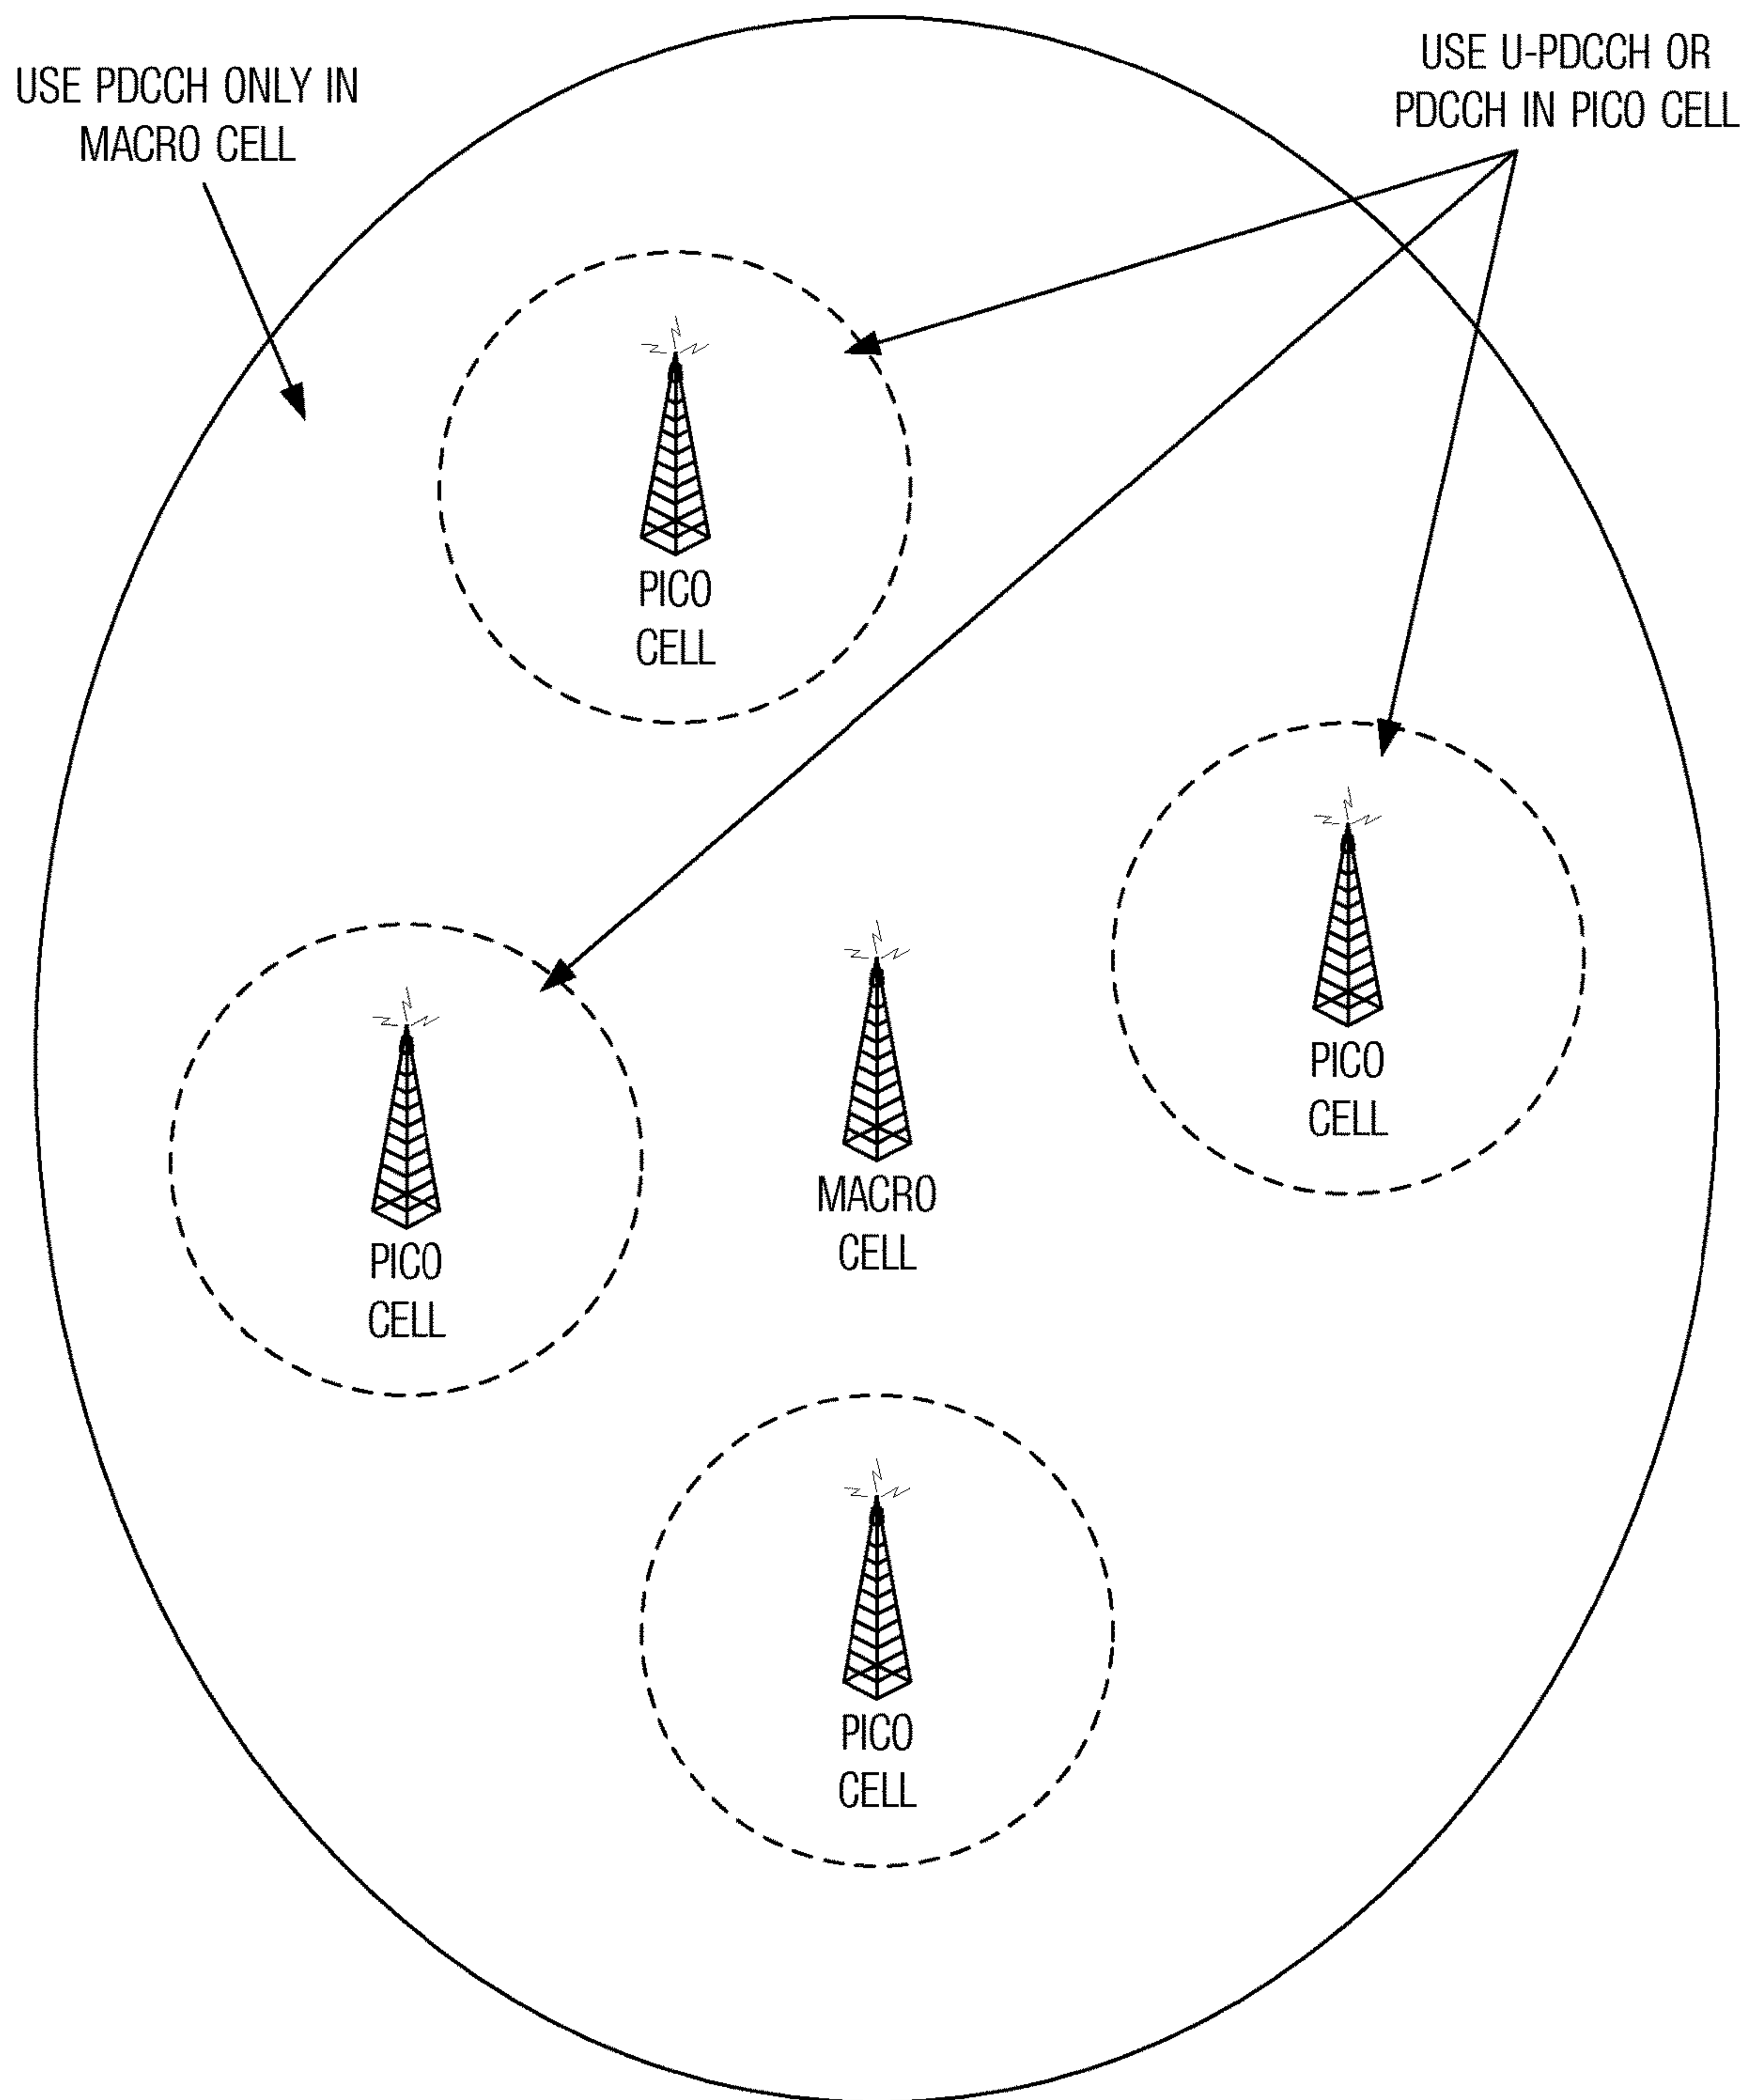 USE PDCCH ONLY IN
MACRO CELL
USE U-PDCCH OR
PDCCH IN PICO CELL
PICO
CELL
PICO
CELL
MACRO
CELL
PICO
CELL
PICO
CELL